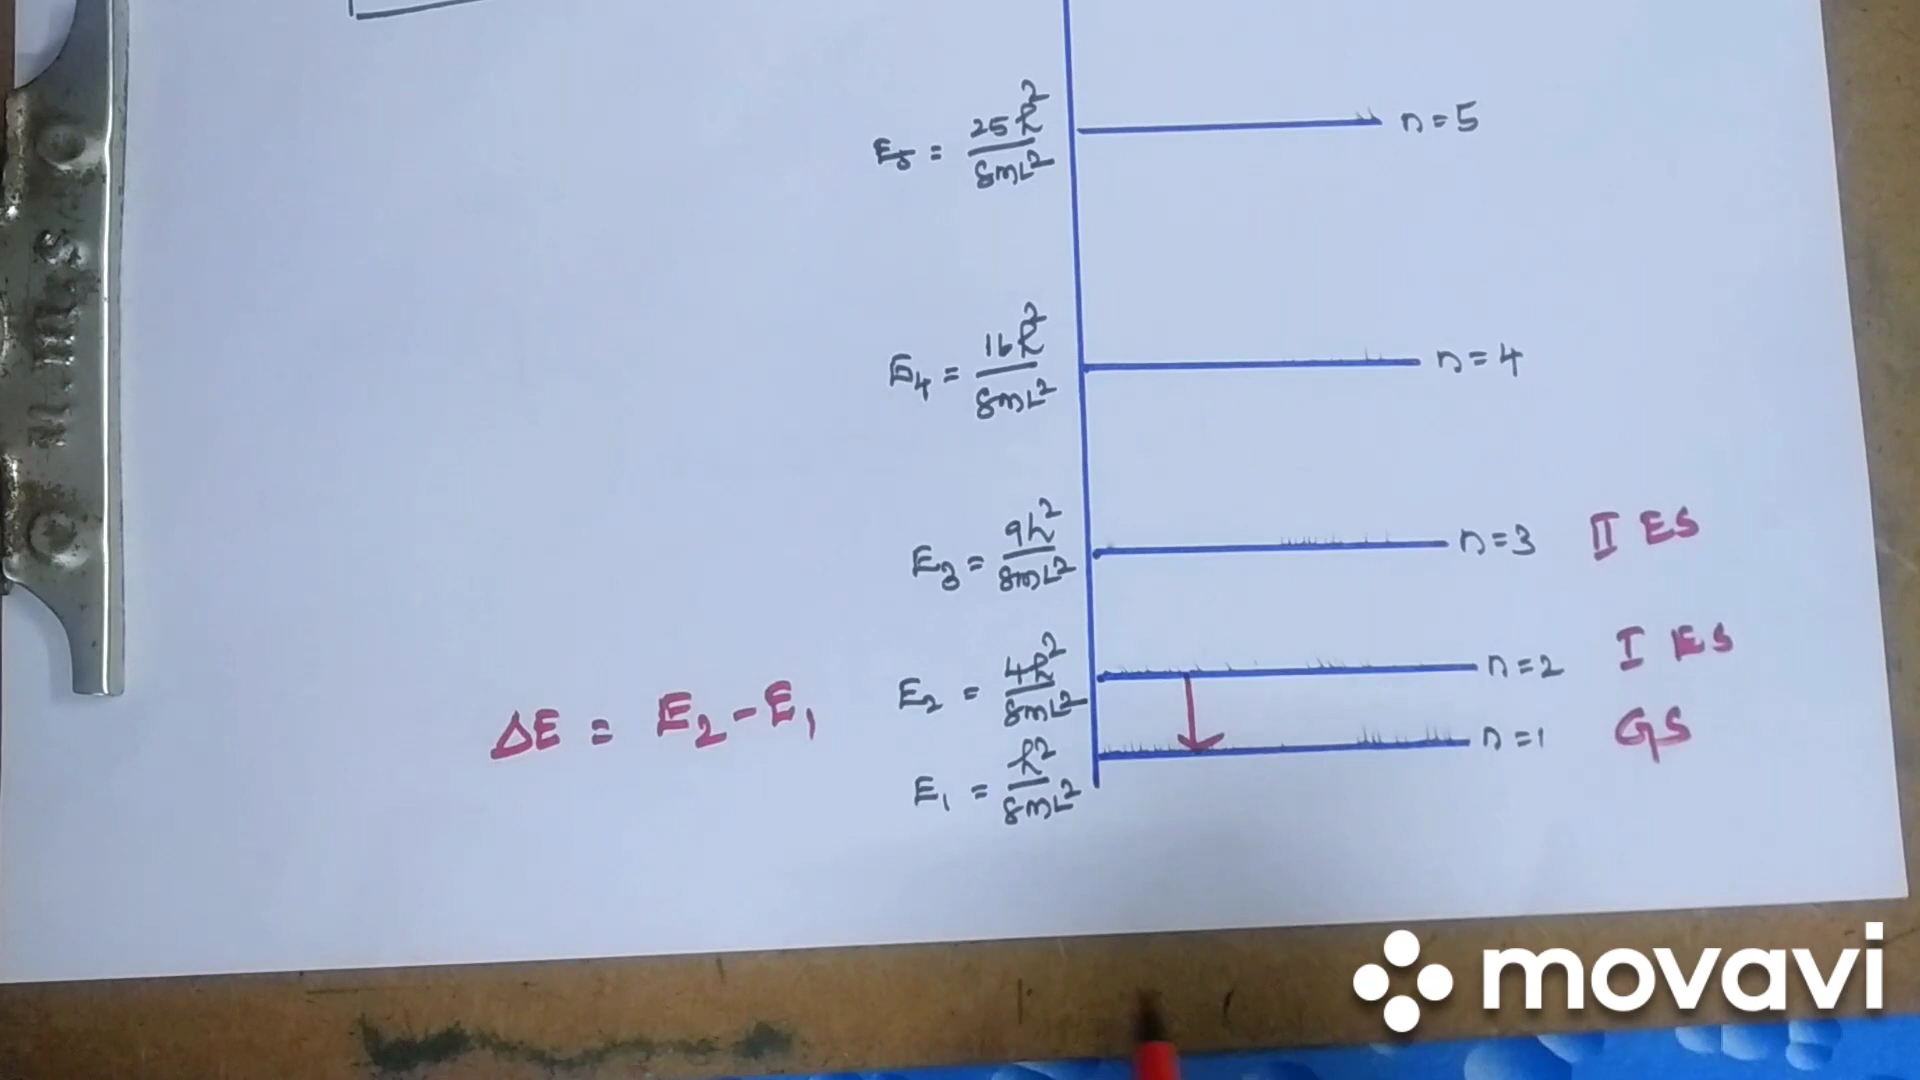 E₅ = 25h²/8mL² n=5
E₄ = 16h²/8mL² n=4
E₃ = 9h²/8mL² n=3 II ES
E₂ = 4h²/8mL² n=2 I ES
ΔE = E₂-E₁
E₁ = h²/8mL² n=1 GS
movavi